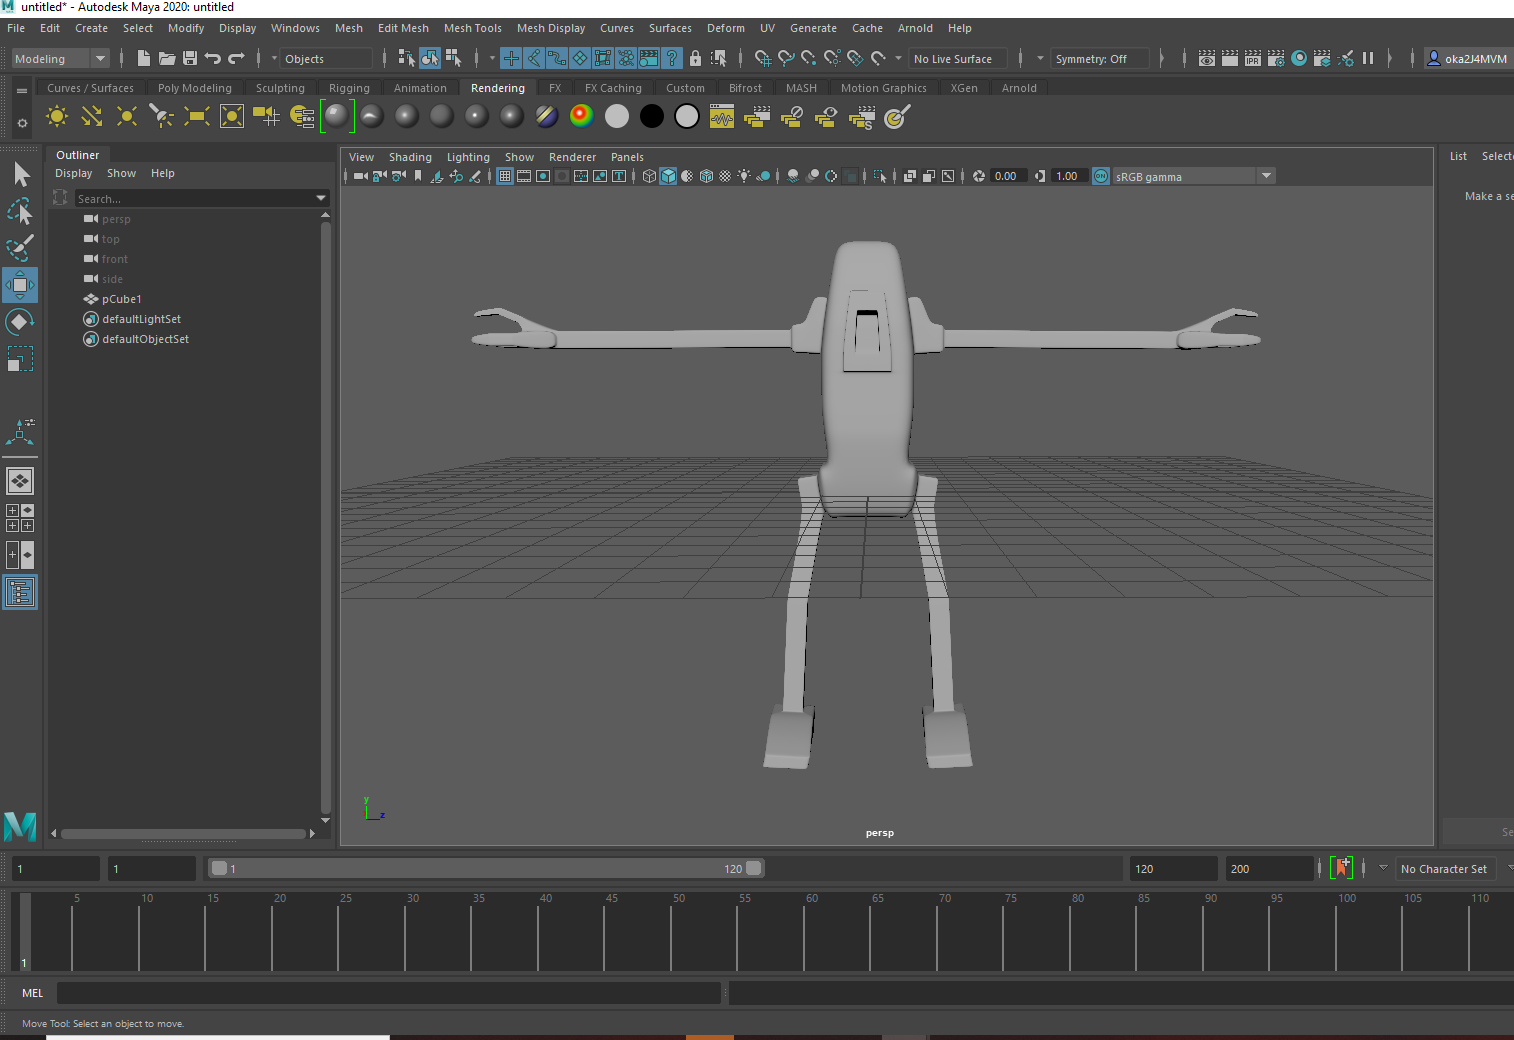 untitled* - Autodesk Maya 2020: untitled
File Edit Create Select Modify Display Windows Mesh Edit Mesh Mesh Tools Mesh Display Curves Surfaces Deform UV Generate Cache Arnold Help
Modeling Objects No Live Surface Symmetry: Off IPR oka2J4MVM
Curves / Surfaces Poly Modeling Sculpting Rigging Animation Rendering FX FX Caching Custom Bifrost MASH Motion Graphics XGen Arnold
S
Outliner
Display Show Help
Search...
persp
top
front
side
pCube1
defaultLightSet
defaultObjectSet
View Shading Lighting Show Renderer Panels
0.00 1.00 ON sRGB gamma
List Selecte
Make a se
y
z
persp
Se
1 1 1 120 120 200 No Character Set
5 10 15 20 25 30 35 40 45 50 55 60 65 70 75 80 85 90 95 100 105 110
1
MEL
Move Tool: Select an object to move.